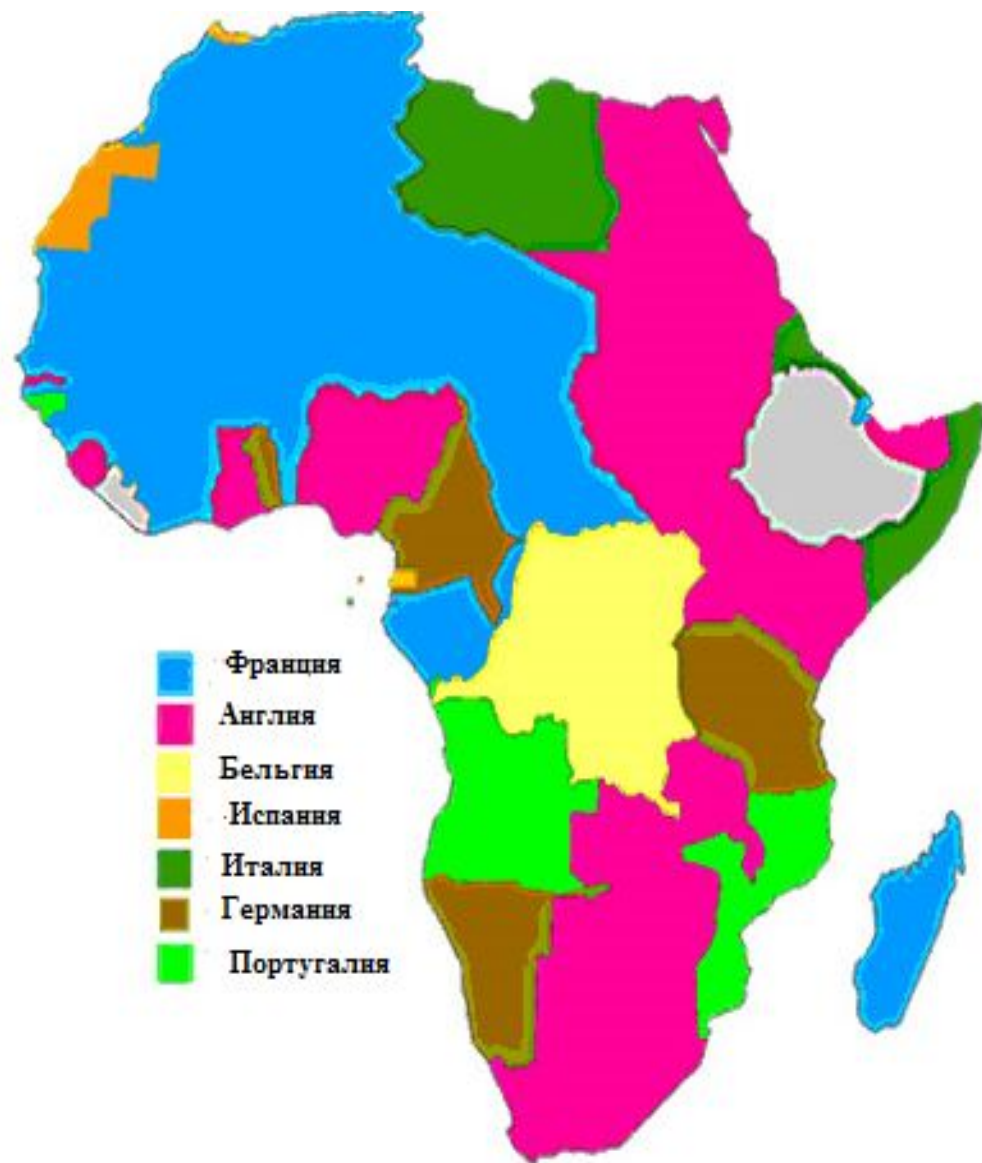 Франция
Англия
Бельгия
Испания
Италия
Германия
Португалия